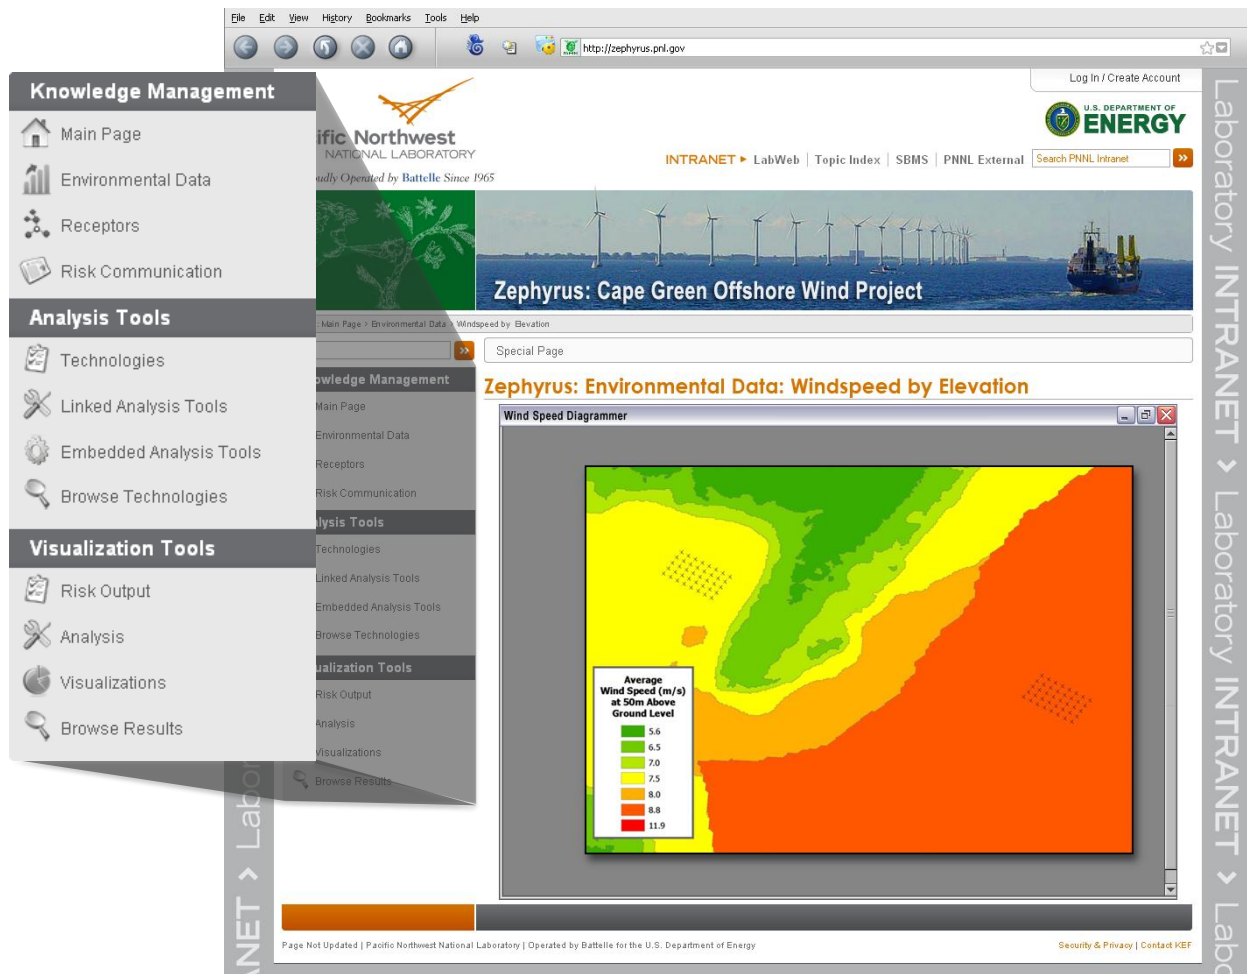 File Edit View History Bookmarks Tools Help
http://zephyrus.pnl.gov
Log In / Create Account
U.S. DEPARTMENT OF
ENERGY
Northwest
NATIONAL LABORATORY
Operated by Battelle Since 1965
INTRANET ► LabWeb | Topic Index | SBMS | PNNL External
Search PNNL Intranet
Zephyrus: Cape Green Offshore Wind Project
Main Page > Environmental Data > Windspeed by Elevation
Special Page
Knowledge Management
Main Page
Environmental Data
Receptors
Risk Communication
Analysis Tools
Technologies
Linked Analysis Tools
Embedded Analysis Tools
Browse Technologies
Visualization Tools
Risk Output
Analysis
Visualizations
Browse Results
Management
Main Page
Environmental Data
Receptors
Risk Communication
Tools
Technologies
Linked Analysis Tools
Embedded Analysis Tools
Browse Technologies
Tools
Risk Output
Analysis
Visualizations
Browse Results
Zephyrus: Environmental Data: Windspeed by Elevation
Wind Speed Diagrammer
Average
Wind Speed (m/s)
at 50m Above
Ground Level
5.6
6.5
7.0
7.5
8.0
8.8
11.9
Laboratory INTRANET > Laboratory INTRANET >
Page Not Updated | Pacific Northwest National Laboratory | Operated by Battelle for the U.S. Department of Energy
Security & Privacy | Contact KEF